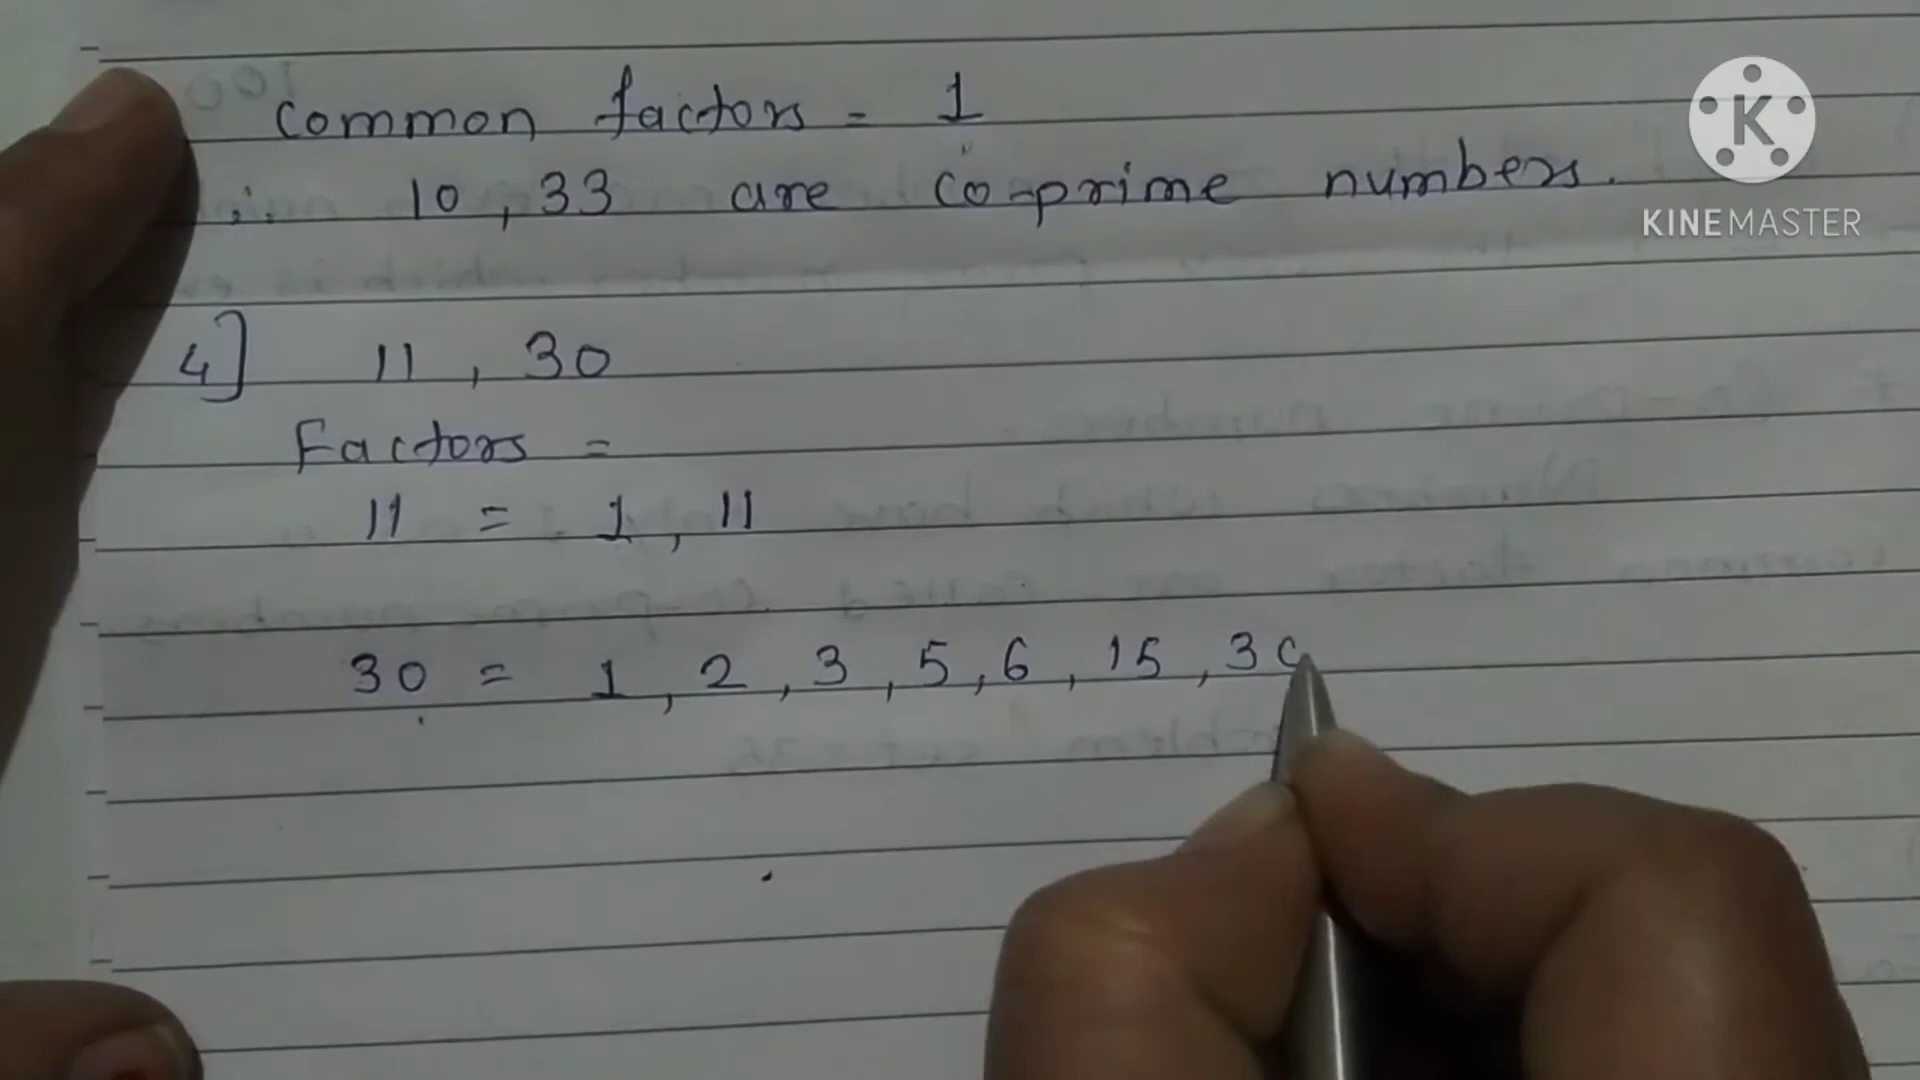 Common factors = 1
∴ 10, 33 are co-prime numbers.
K
KINEMASTER
4] 11, 30
Factors =
11 = 1, 11
30 = 1, 2, 3, 5, 6, 15, 30